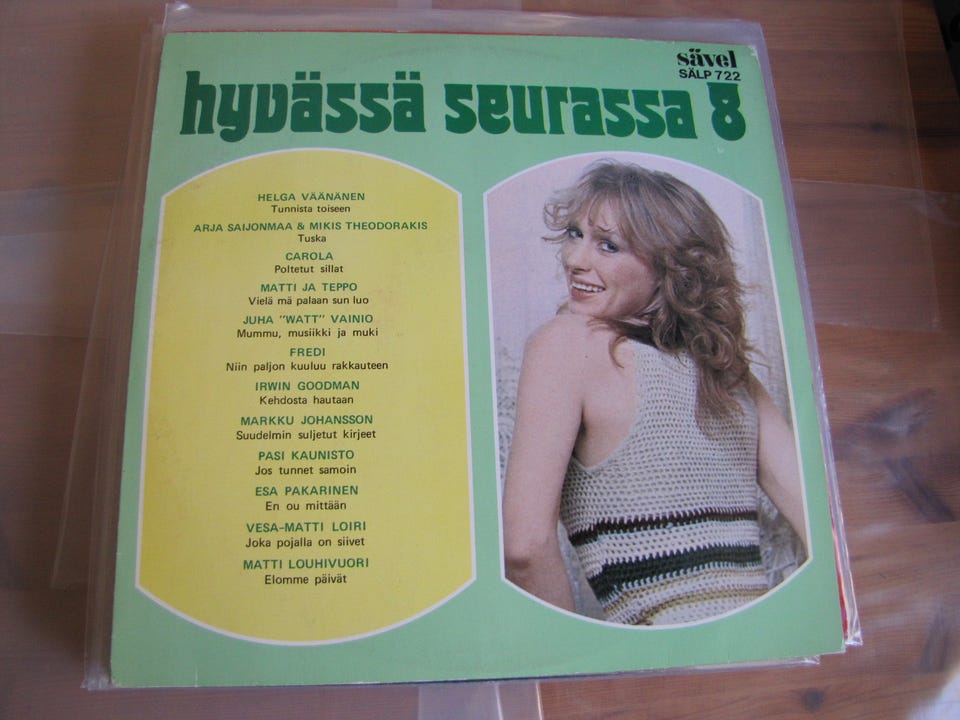 sävel
SÄLP 722
hyvässä seurassa 8
HELGA VÄÄNÄNEN
Tunnista toiseen
ARJA SAIJONMAA & MIKIS THEODORAKIS
Tuska
CAROLA
Poltetut sillat
MATTI JA TEPPO
Vielä mä palaan sun luo
JUHA "WATT" VAINIO
Mummu, musiikki ja muki
FREDI
Niin paljon kuuluu rakkauteen
IRWIN GOODMAN
Kehdosta hautaan
MARKKU JOHANSSON
Suudelmin suljetut kirjeet
PASI KAUNISTO
Jos tunnet samoin
ESA PAKARINEN
En ou mittään
VESA-MATTI LOIRI
Joka pojalla on siivet
MATTI LOUHIVUORI
Elomme päivät